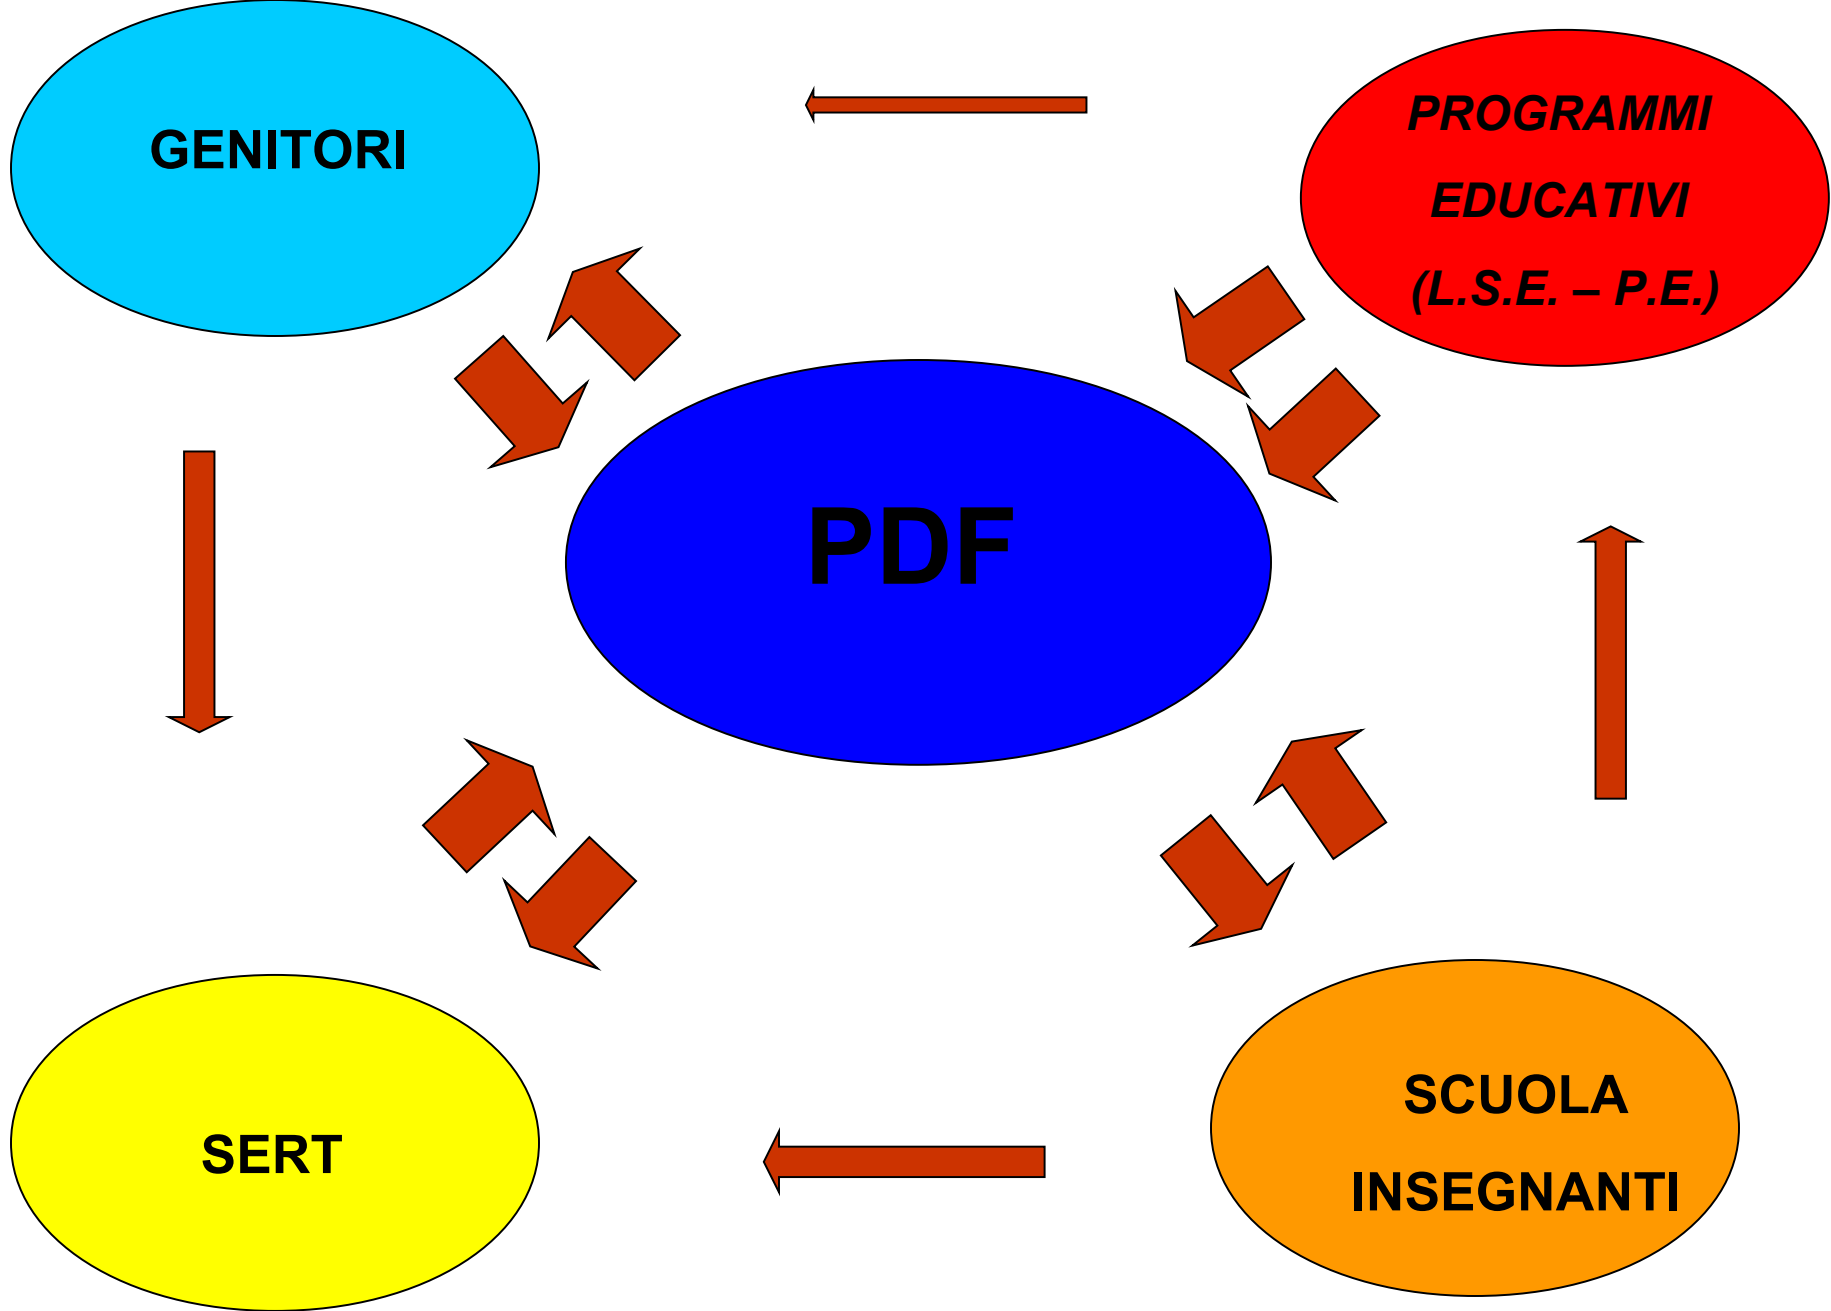 GENITORI
PROGRAMMI
EDUCATIVI
(L.S.E. – P.E.)
PDF
SERT
SCUOLA
INSEGNANTI